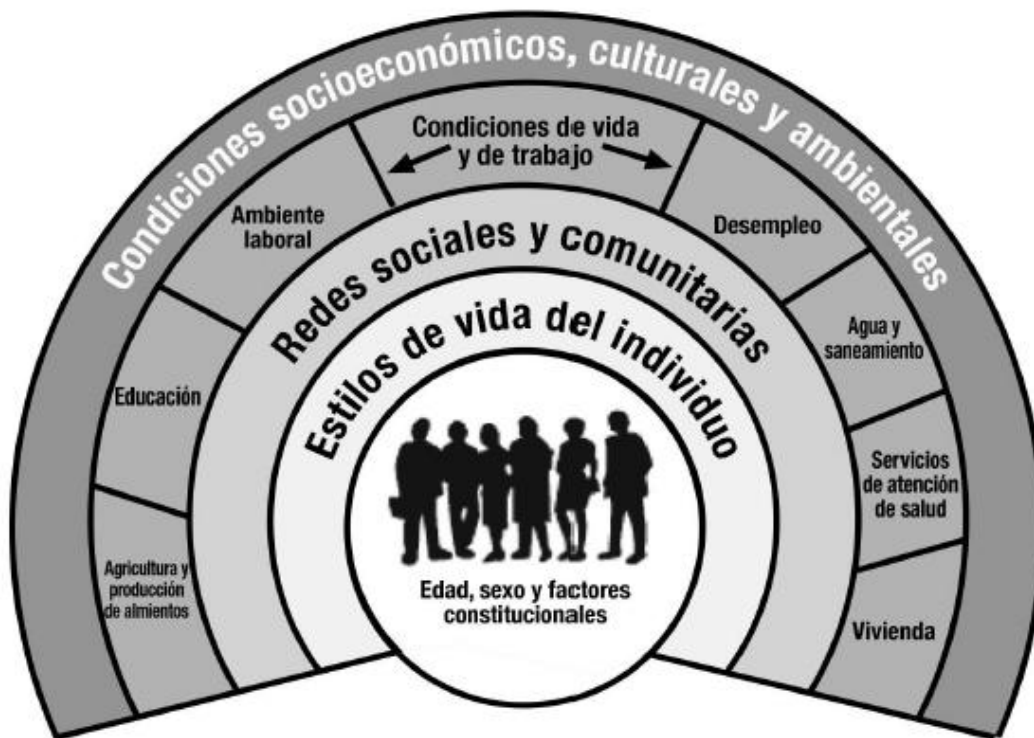 Condiciones socioeconómicos, culturales y ambientales
Condiciones de vida
y de trabajo
Ambiente
laboral
Desempleo
Redes sociales y comunitarias
Agua y
saneamiento
Estilos de vida del individuo
Educación
Servicios
de atención
de salud
Agricultura y
producción
de almientos
Edad, sexo y factores
constitucionales
Vivienda